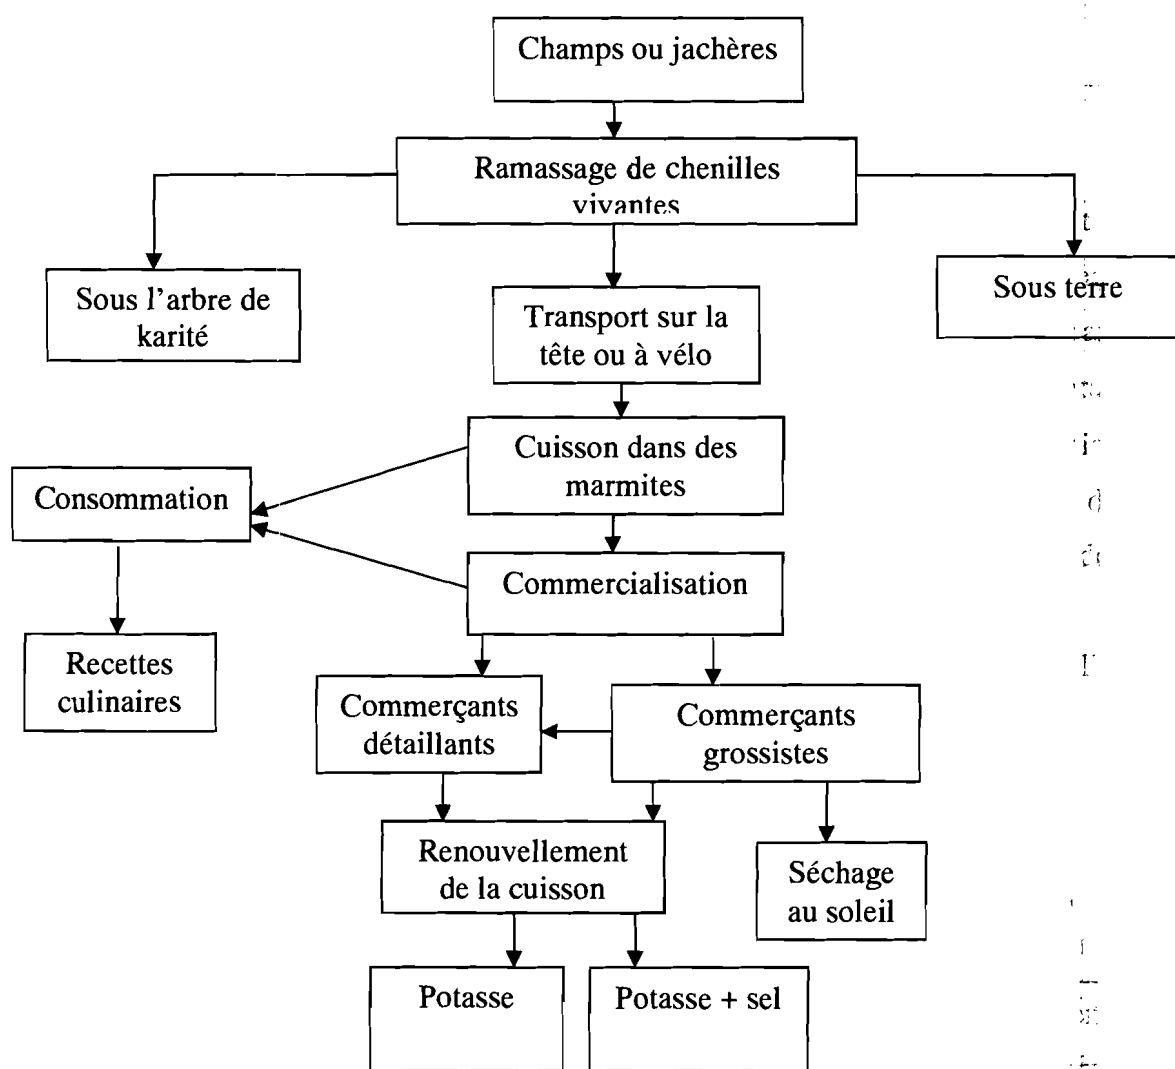 Champs ou jachères
Ramassage de chenilles
vivantes
Sous l'arbre de
karité
Transport sur la
tête ou à vélo
Sous terre
Cuisson dans des
marmites
Consommation
Commercialisation
Recettes
culinaires
Commerçants
détaillants
Commerçants
grossistes
Renouvellement
de la cuisson
Séchage
au soleil
Potasse
Potasse + sel